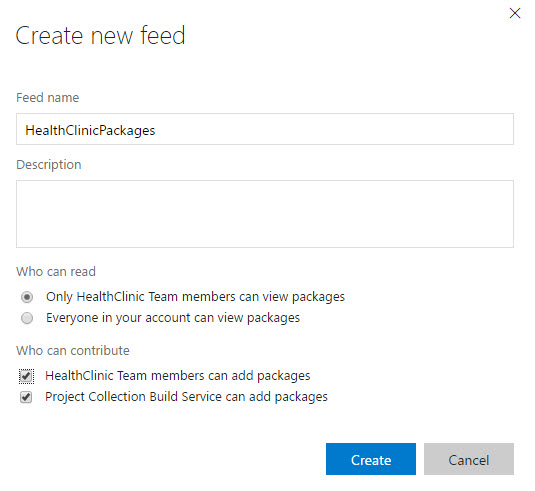 Create new feed
Feed name
HealthClinicPackages
Description
Who can read
Only HealthClinic Team members can view packages
Everyone in your account can view packages
Who can contribute
HealthClinic Team members can add packages
Project Collection Build Service can add packages
Create
Cancel